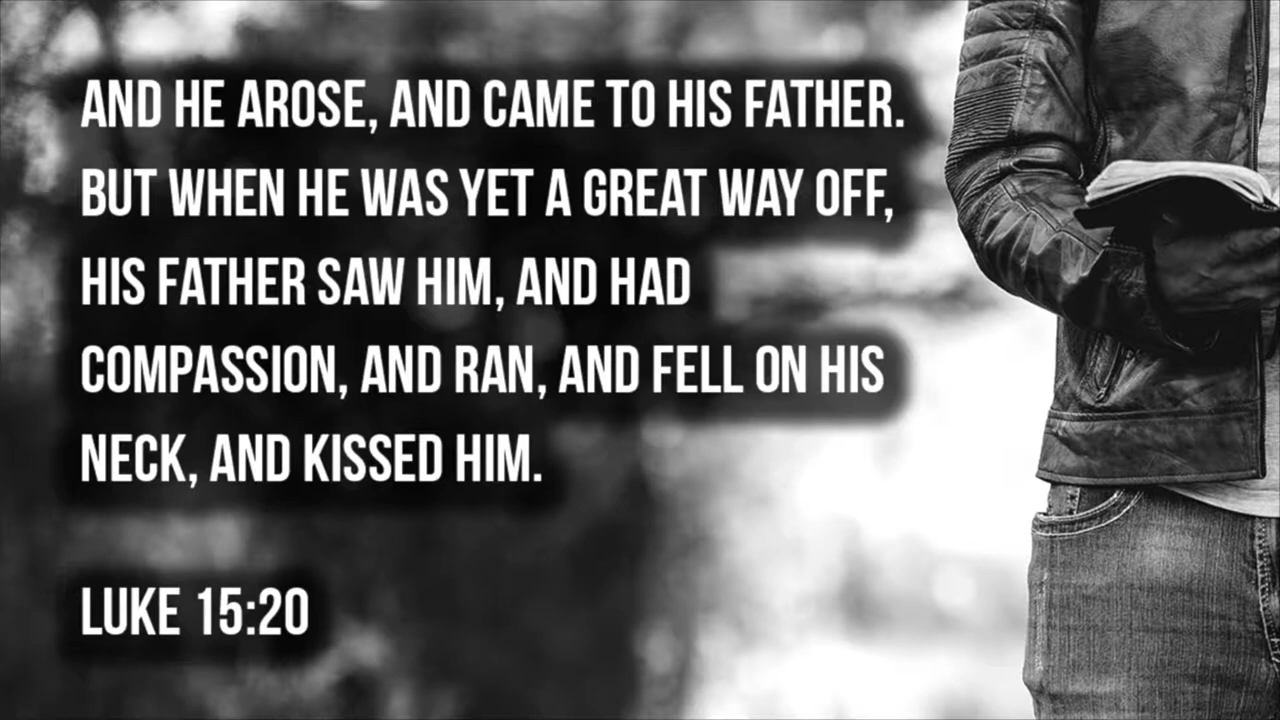 AND HE AROSE, AND CAME TO HIS FATHER.
BUT WHEN HE WAS YET A GREAT WAY OFF,
HIS FATHER SAW HIM, AND HAD
COMPASSION, AND RAN, AND FELL ON HIS
NECK, AND KISSED HIM.
LUKE 15:20